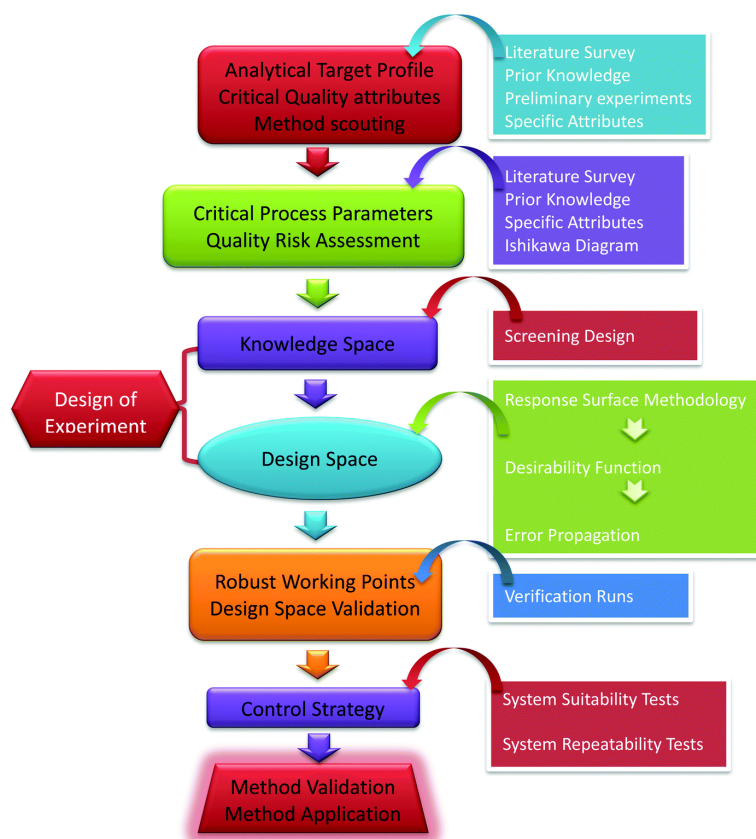 Analytical Target Profile
Critical Quality attributes
Method scouting
Literature Survey
Prior Knowledge
Preliminary experiments
Specific Attributes
Critical Process Parameters
Quality Risk Assessment
Literature Survey
Prior Knowledge
Specific Attributes
Ishikawa Diagram
Knowledge Space
Screening Design
Design of
Experiment
Design Space
Response Surface Methodology
Desirability Function
Error Propagation
Robust Working Points
Design Space Validation
Verification Runs
Control Strategy
System Suitability Tests
System Repeatability Tests
Method Validation
Method Application